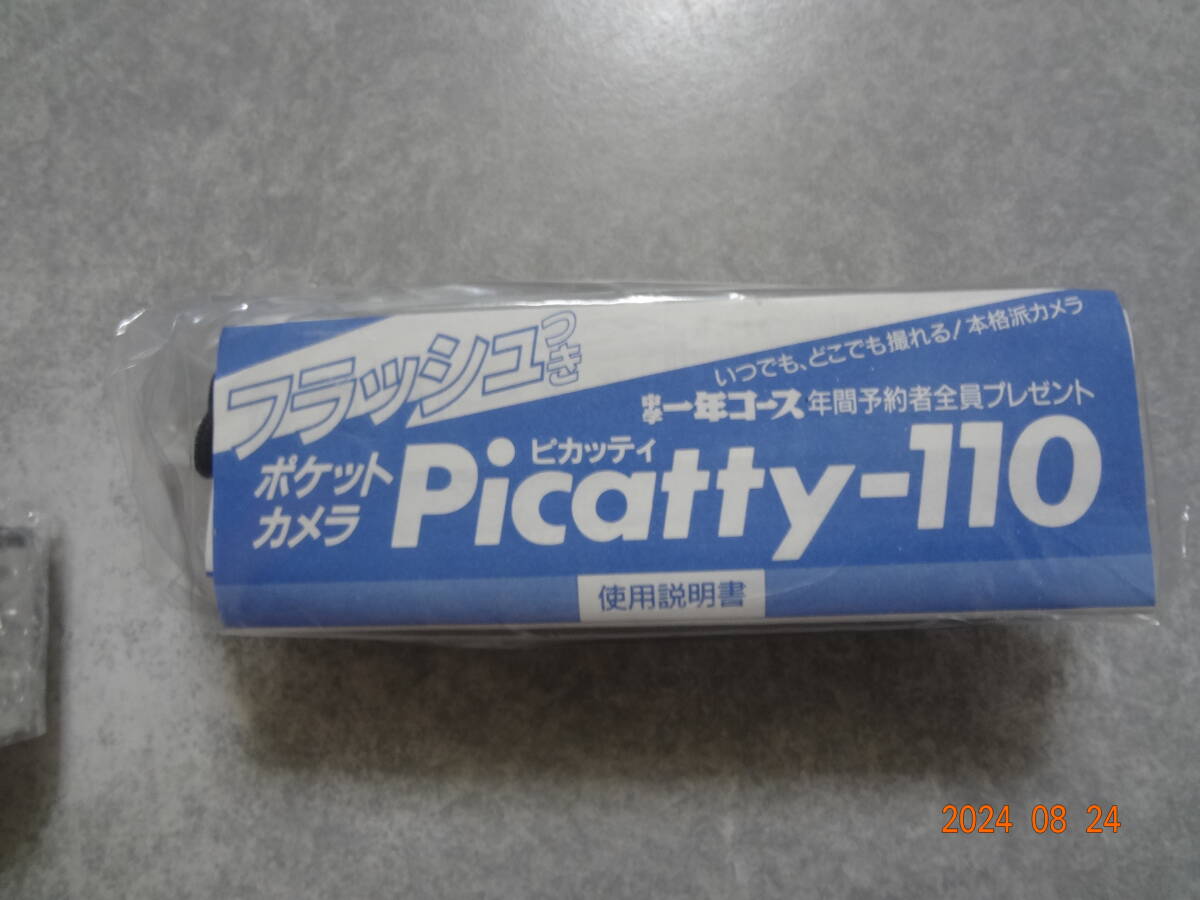 フラッシュつき
いつでも、どこでも撮れる!本格派カメラ
中学一年コース年間予約者全員プレゼント
ポケットカメラ
ピカッティ
Picatty-110
使用説明書
2024 08 24